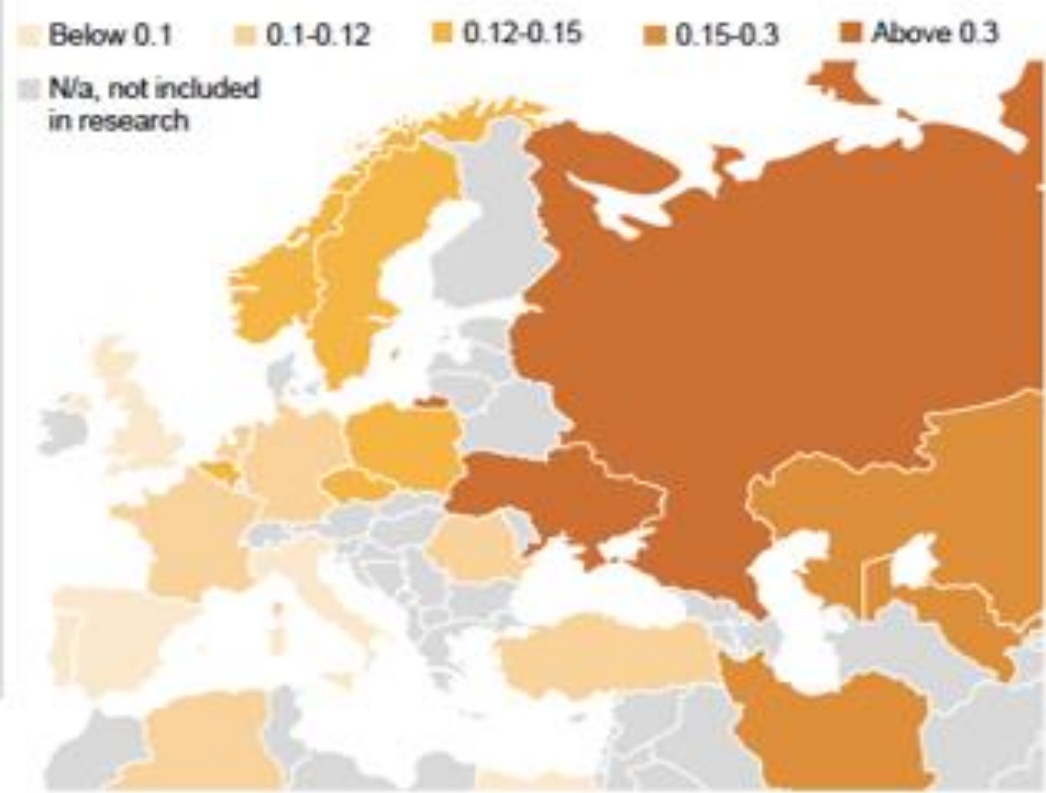 Below 0.1
0.1-0.12
0.12-0.15
0.15-0.3
Above 0.3
N/a, not included
in research